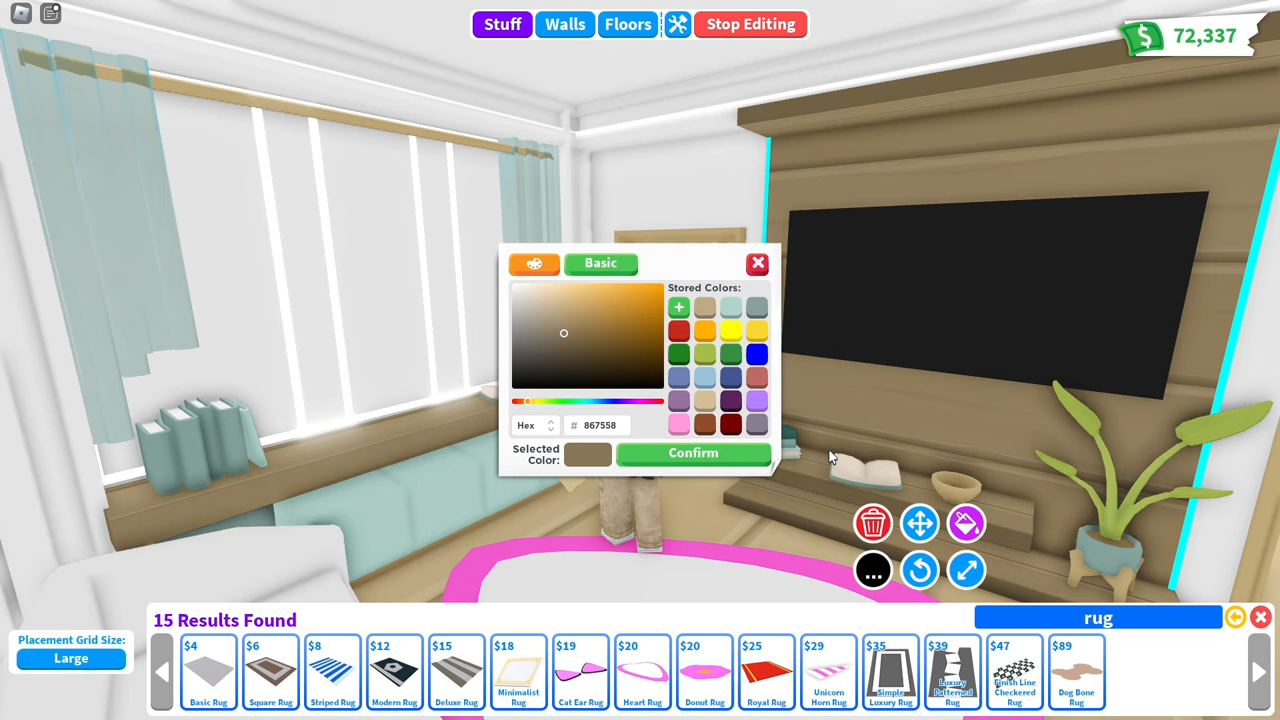 Stuff
Walls
Floors
Stop Editing
$ 72,337
Basic
Stored Colors:
+
Hex
# 867558
Selected Color:
Confirm
...
15 Results Found
rug
Placement Grid Size:
Large
$4
Basic Rug
$6
Square Rug
$8
Striped Rug
$12
Modern Rug
$15
Deluxe Rug
$18
Minimalist Rug
$19
Cat Ear Rug
$20
Heart Rug
$20
Donut Rug
$25
Royal Rug
$29
Unicorn Horn Rug
$35
Simple Luxury Rug
$39
Luxury Patterned Rug
$47
Finish Line Checkered Rug
$89
Dog Bone Rug